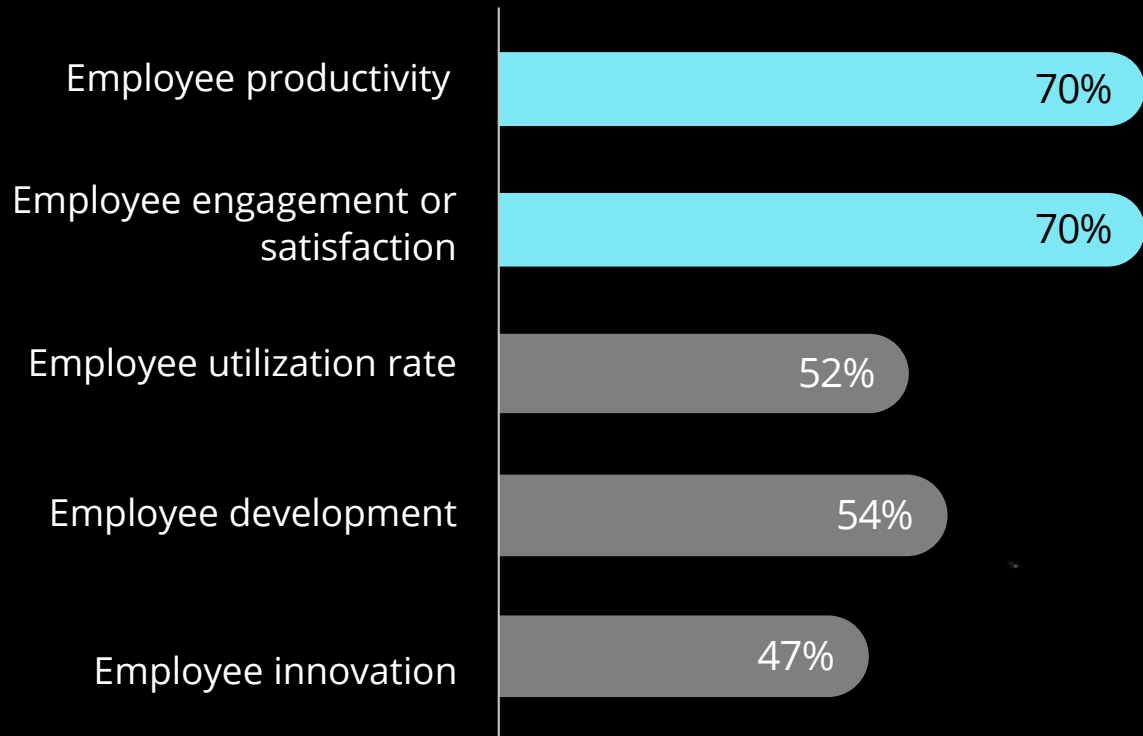 Employee productivity
70%
Employee engagement or
satisfaction
70%
Employee utilization rate
52%
Employee development
54%
Employee innovation
47%